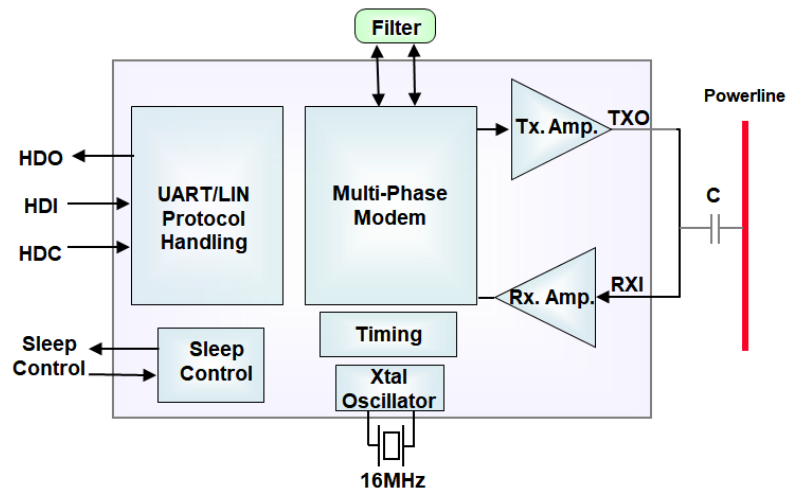 Filter
Powerline
Tx. Amp.
TXO
HDO
HDI
HDC
UART/LIN
Protocol
Handling
Multi-Phase
Modem
C
Rx. Amp.
RXI
Sleep
Control
Sleep
Control
Timing
Xtal
Oscillator
16MHz